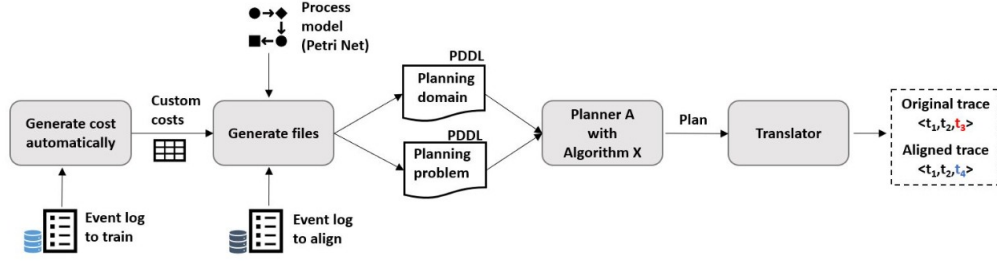 Process
model
(Petri Net)
PDDL
Planning
domain
Custom
costs
Generate cost
automatically
Generate files
Planner A
with
Algorithm X
Plan
Translator
Original trace
<t1,t2,t3>
Aligned trace
<t1,t2,t4>
PDDL
Planning
problem
Event log
to train
Event log
to align